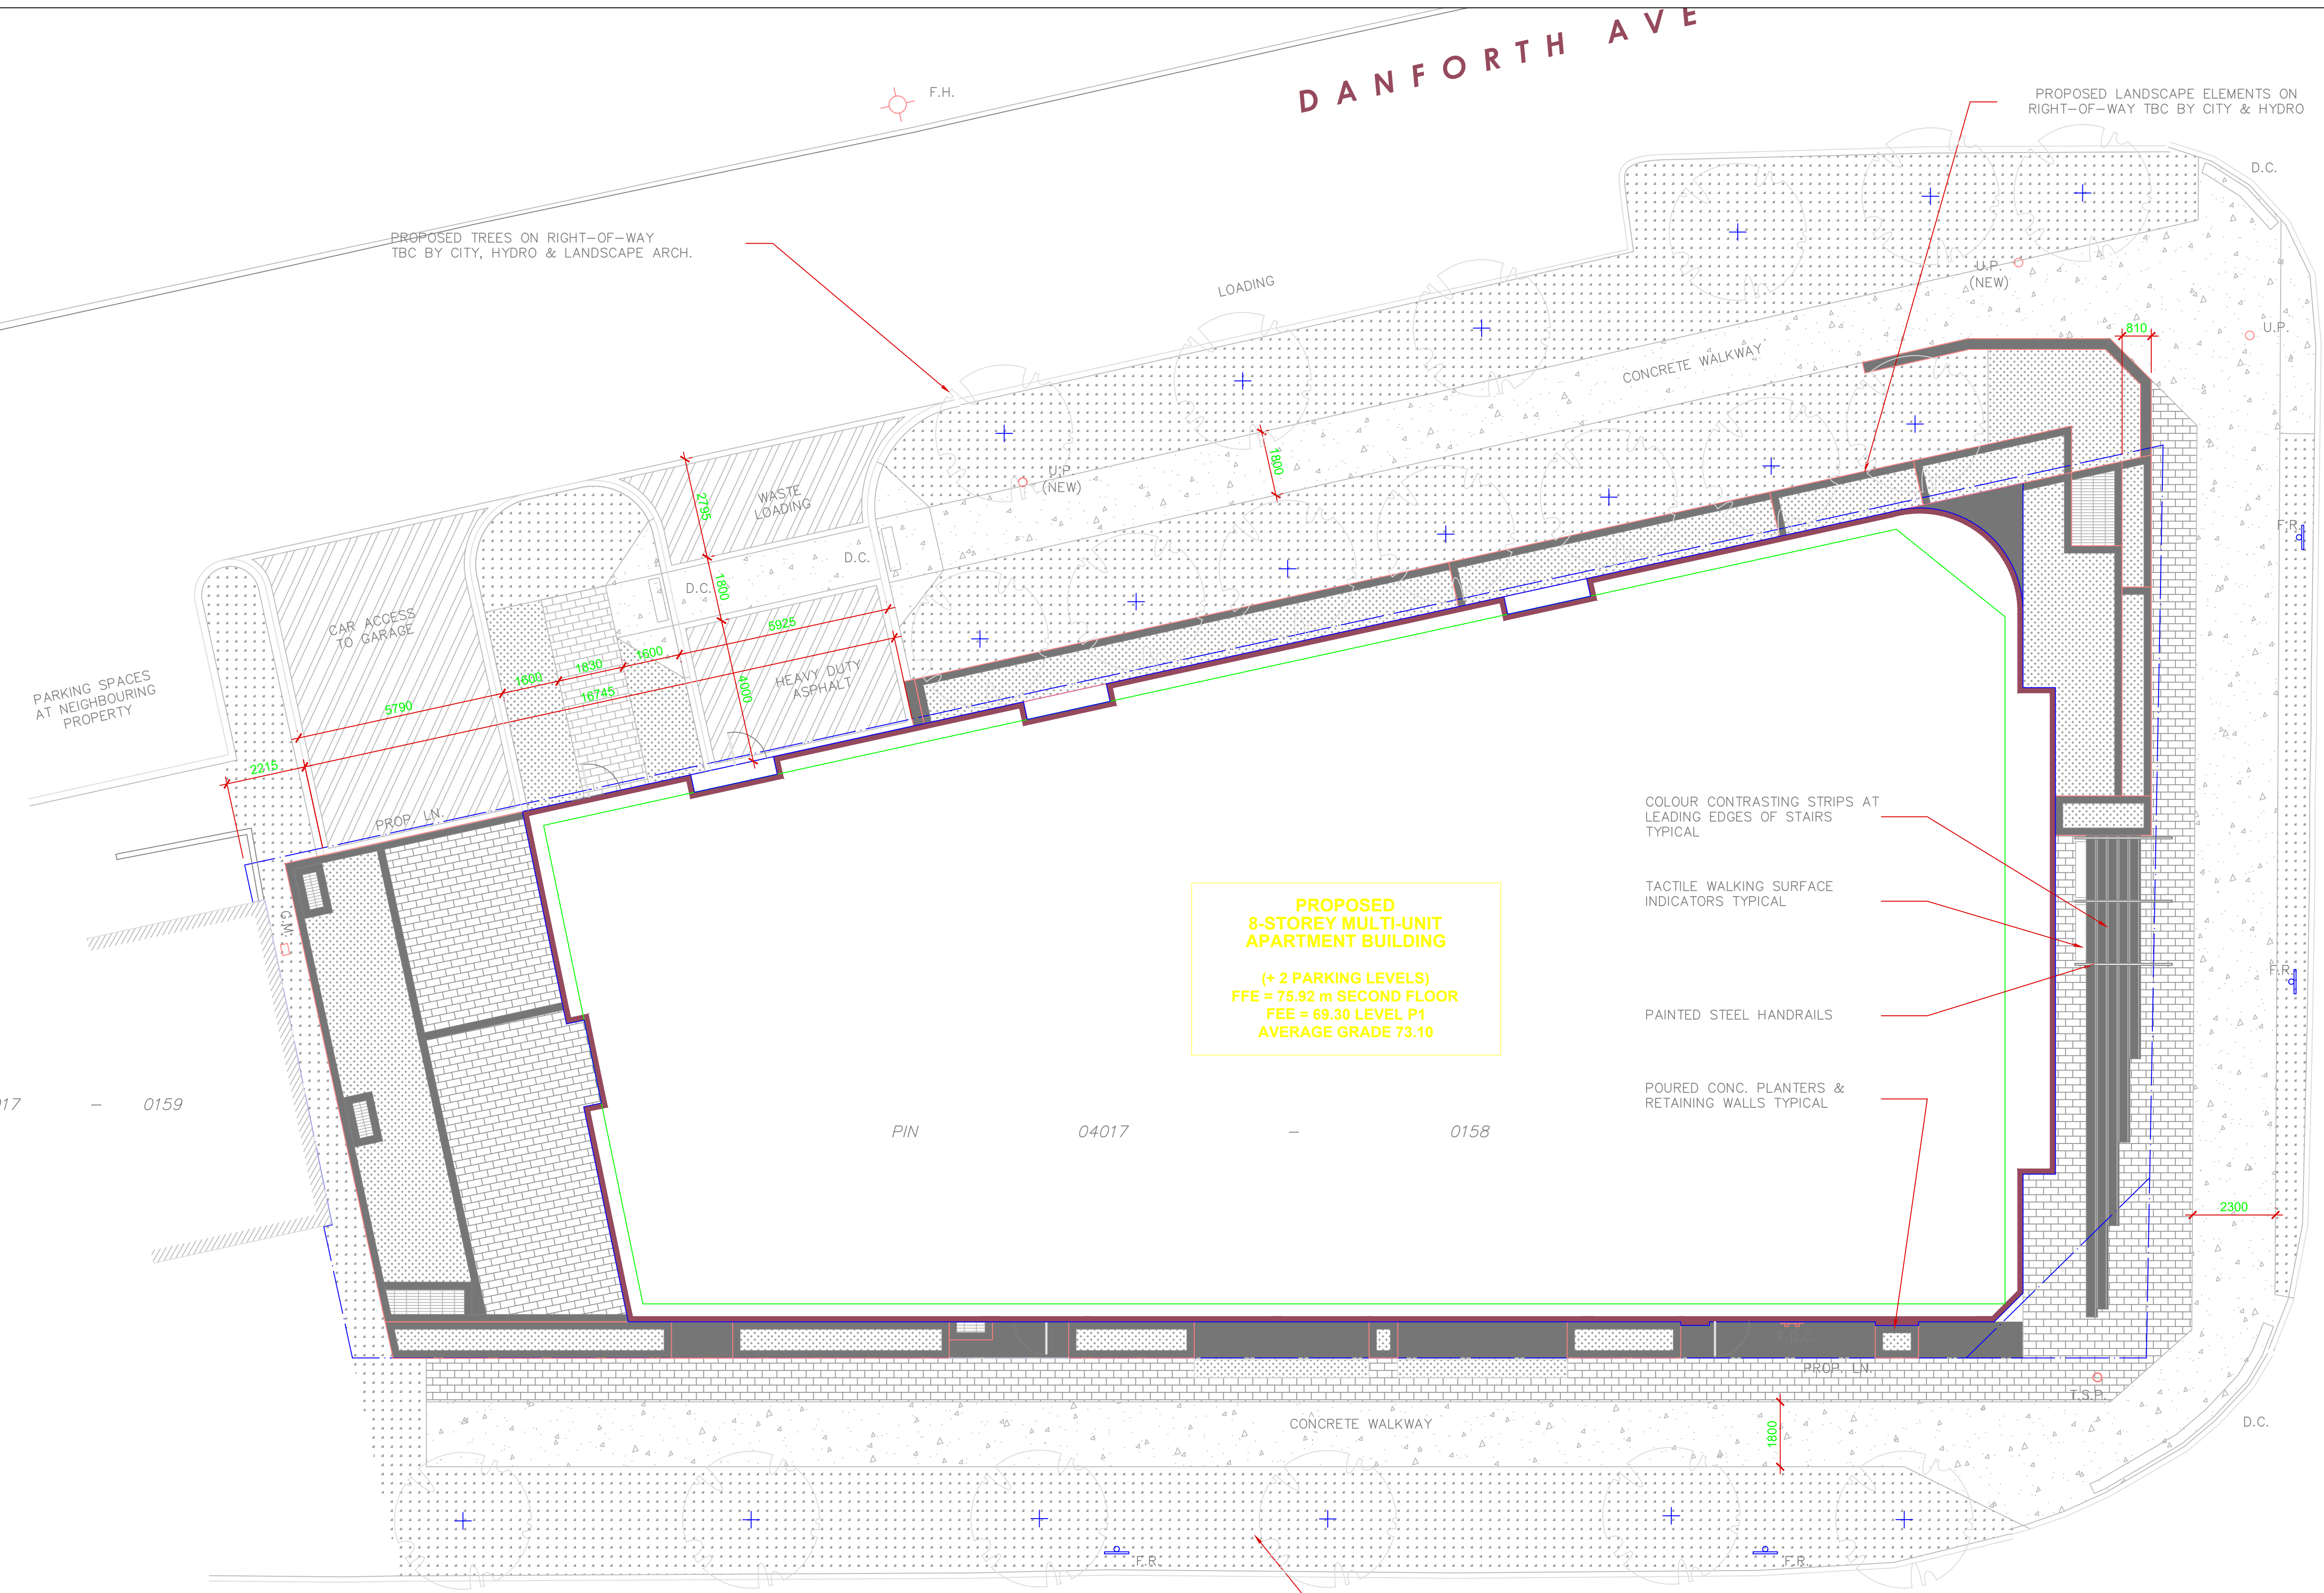 DANFORTH AVE
F.H.
PROPOSED LANDSCAPE ELEMENTS ON
RIGHT-OF-WAY TBC BY CITY & HYDRO
D.C.
PROPOSED TREES ON RIGHT-OF-WAY
TBC BY CITY, HYDRO & LANDSCAPE ARCH.
LOADING
U.P.
(NEW)
U.P.
810
CONCRETE WALKWAY
1800
U.P.
(NEW)
WASTE
LOADING
2795
D.C.
D.C.
1800
F.R.
CAR ACCESS
TO GARAGE
5925
1600
1830
1600
16745
5790
4000
HEAVY DUTY
ASPHALT
PARKING SPACES
AT NEIGHBOURING
PROPERTY
2215
PROP. LN.
COLOUR CONTRASTING STRIPS AT
LEADING EDGES OF STAIRS
TYPICAL
TACTILE WALKING SURFACE
INDICATORS TYPICAL
G.M.
PROPOSED
8-STOREY MULTI-UNIT
APARTMENT BUILDING
(+ 2 PARKING LEVELS)
FFE = 75.92 m SECOND FLOOR
FEE = 69.30 LEVEL P1
AVERAGE GRADE 73.10
F.R.
PAINTED STEEL HANDRAILS
POURED CONC. PLANTERS &
RETAINING WALLS TYPICAL
17 - 0159
PIN 04017 - 0158
2300
PROP. LN.
T.S.P.
CONCRETE WALKWAY
1800
D.C.
F.R.
F.R.